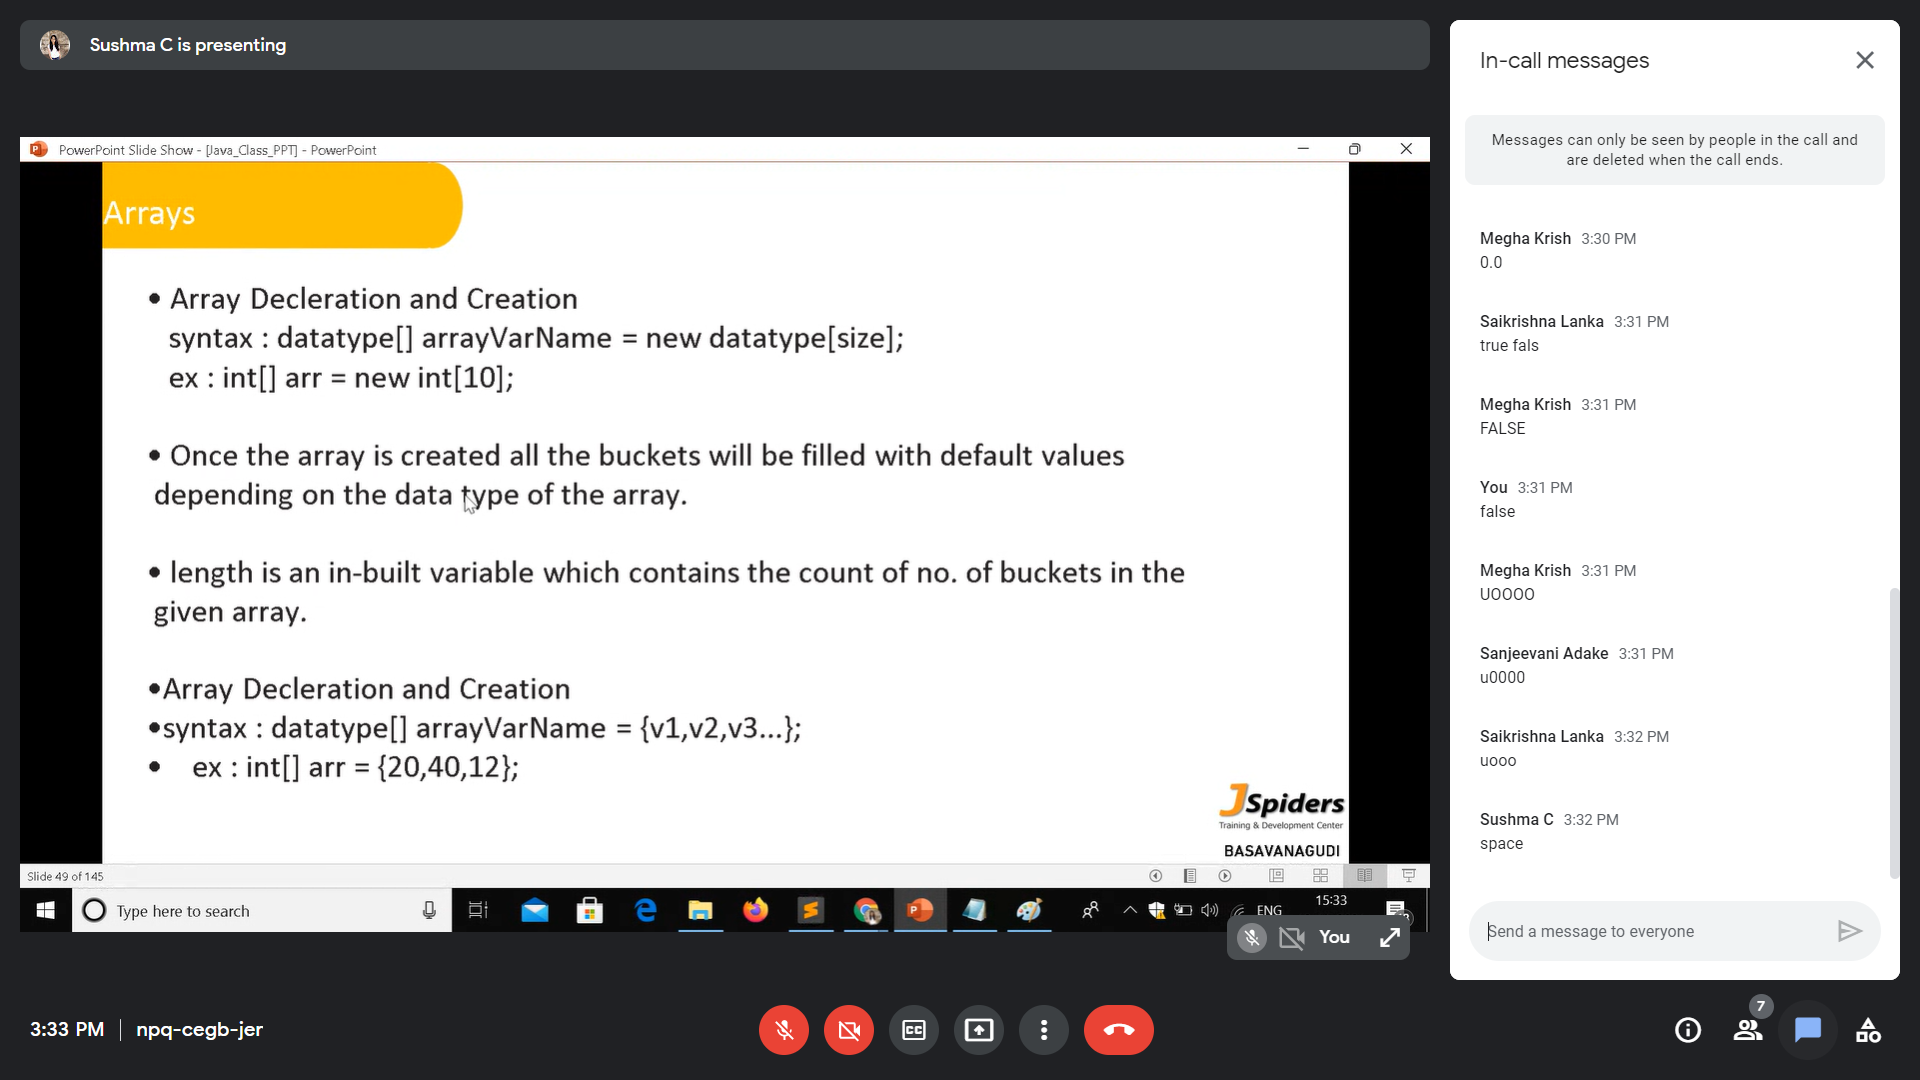 Sushma C is presenting
PowerPoint Slide Show - [Java_Class_PPT] - PowerPoint
Arrays
• Array Decleration and Creation
syntax : datatype[] arrayVarName = new datatype[size];
ex : int[] arr = new int[10];
• Once the array is created all the buckets will be filled with default values
depending on the data type of the array.
• length is an in-built variable which contains the count of no. of buckets in the
given array.
•Array Decleration and Creation
•syntax : datatype[] arrayVarName = {v1,v2,v3...};
• ex : int[] arr = {20,40,12};
JSpiders
Training & Development Center
BASAVANAGUDI
Slide 49 of 145
Type here to search
ENG
15:33
You
3:33 PM | npq-cegb-jer
In-call messages
Messages can only be seen by people in the call and
are deleted when the call ends.
Megha Krish 3:30 PM
0.0
Saikrishna Lanka 3:31 PM
true fals
Megha Krish 3:31 PM
FALSE
You 3:31 PM
false
Megha Krish 3:31 PM
UOOOO
Sanjeevani Adake 3:31 PM
u0000
Saikrishna Lanka 3:32 PM
uooo
Sushma C 3:32 PM
space
Send a message to everyone
7